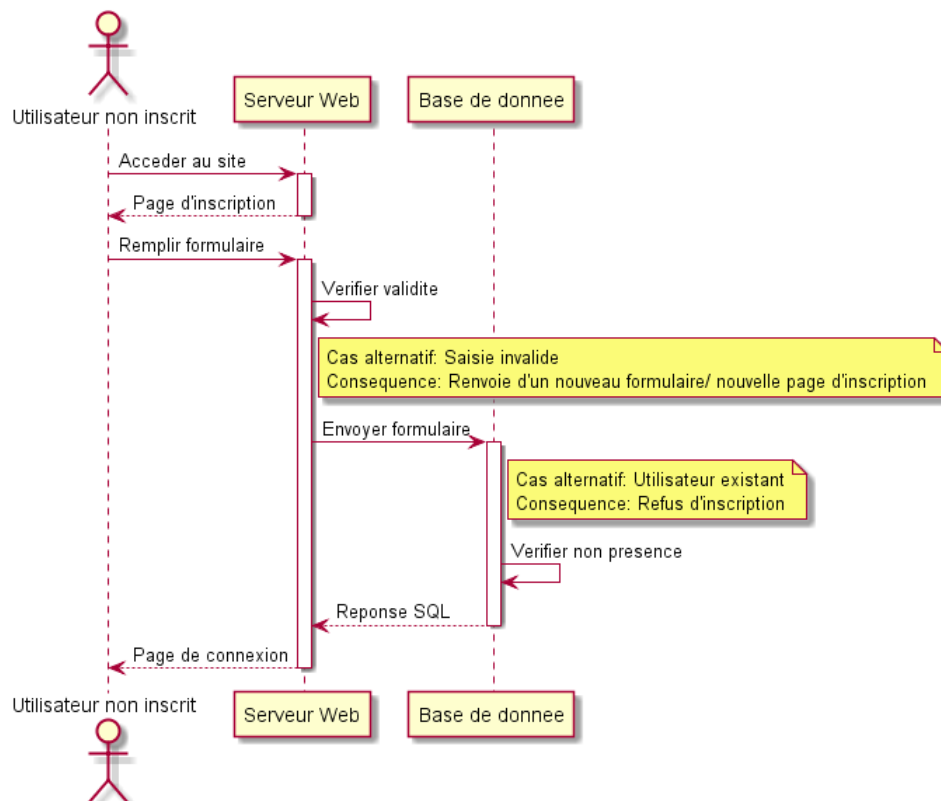 Utilisateur non inscrit
Serveur Web
Base de donnee
Acceder au site
Page d'inscription
Remplir formulaire
Verifier validite
Cas alternatif: Saisie invalide
Consequence: Renvoie d'un nouveau formulaire/ nouvelle page d'inscription
Envoyer formulaire
Cas alternatif: Utilisateur existant
Consequence: Refus d'inscription
Verifier non presence
Reponse SQL
Page de connexion
Utilisateur non inscrit
Serveur Web
Base de donnee